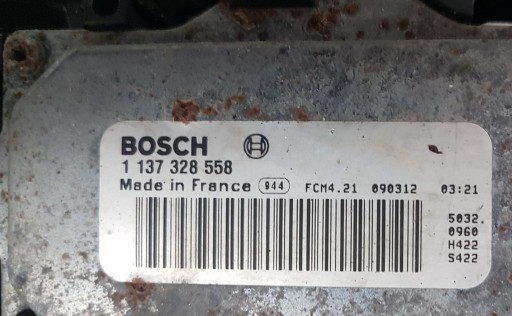 BOSCH
1 137 328 558
Made in France 944 FCM4.21 090312 03:21
5032.
0960
H422
S422